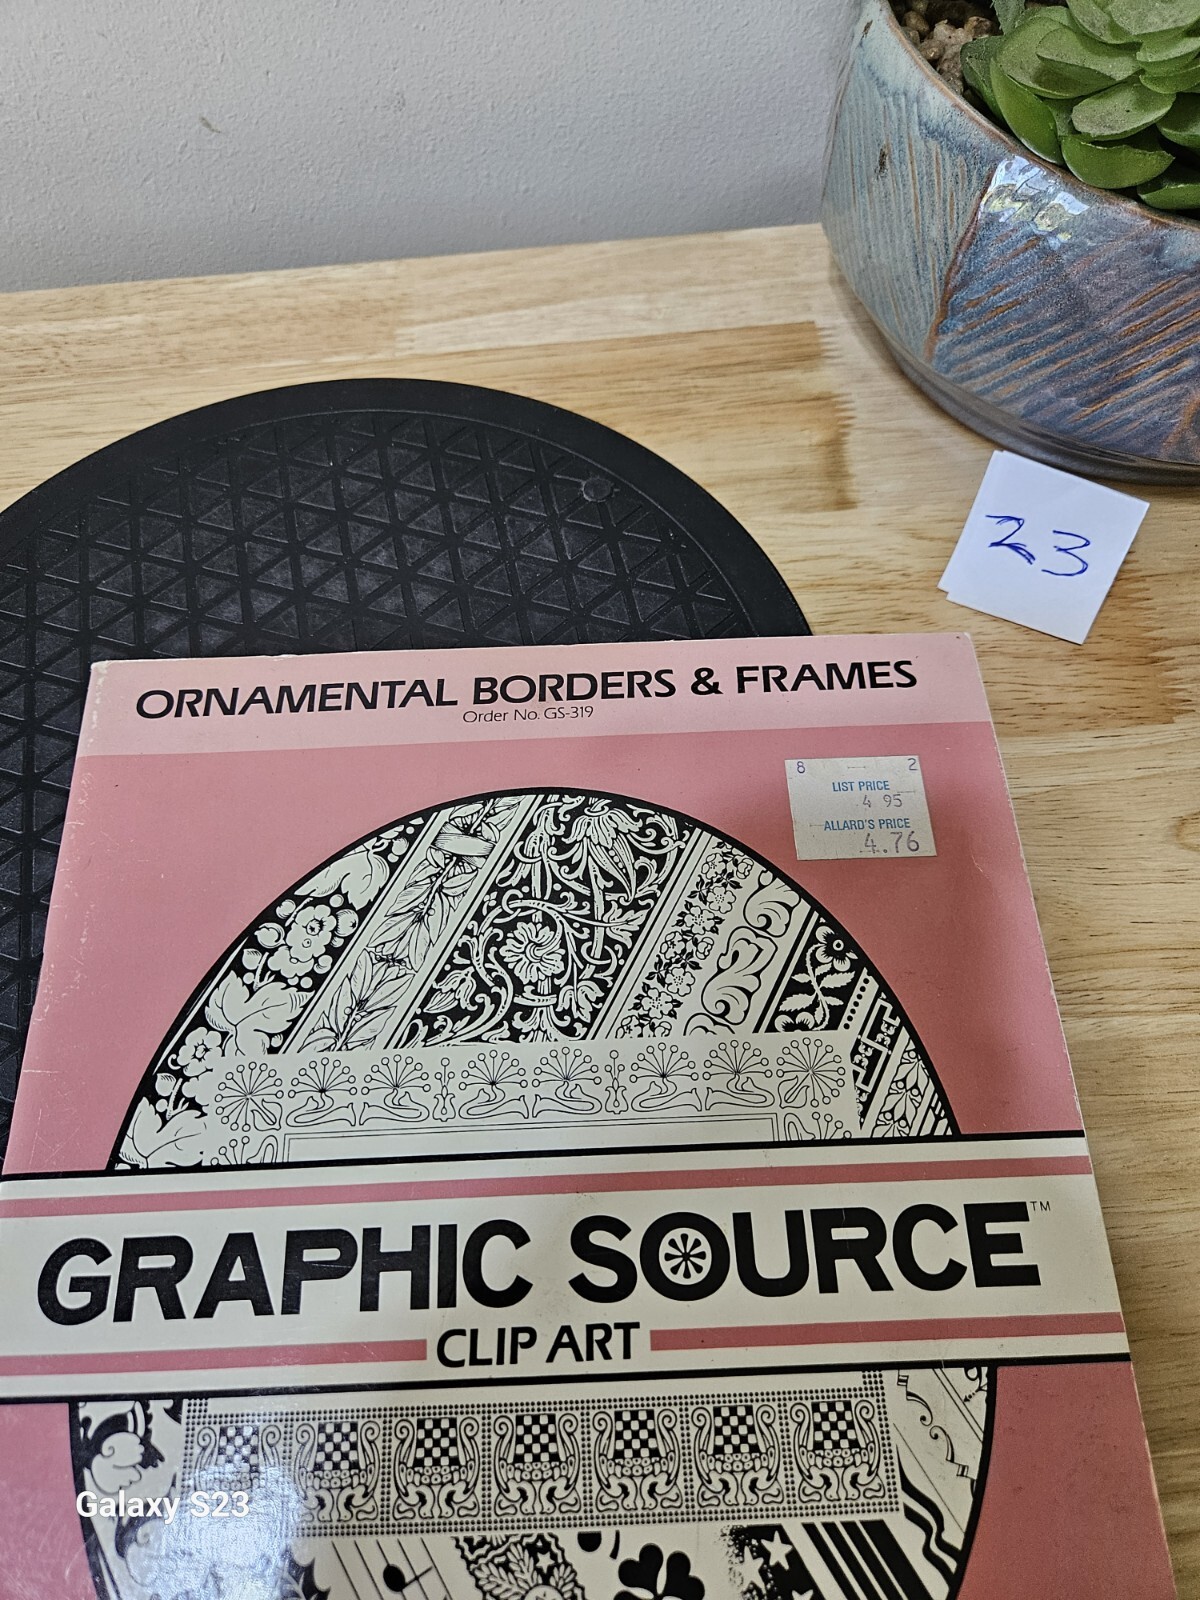 23
ORNAMENTAL BORDERS & FRAMES
Order No. GS-319
8 2
LIST PRICE
4 95
ALLARD'S PRICE
4.76
GRAPHIC SOURCE™
CLIP ART
Galaxy S23